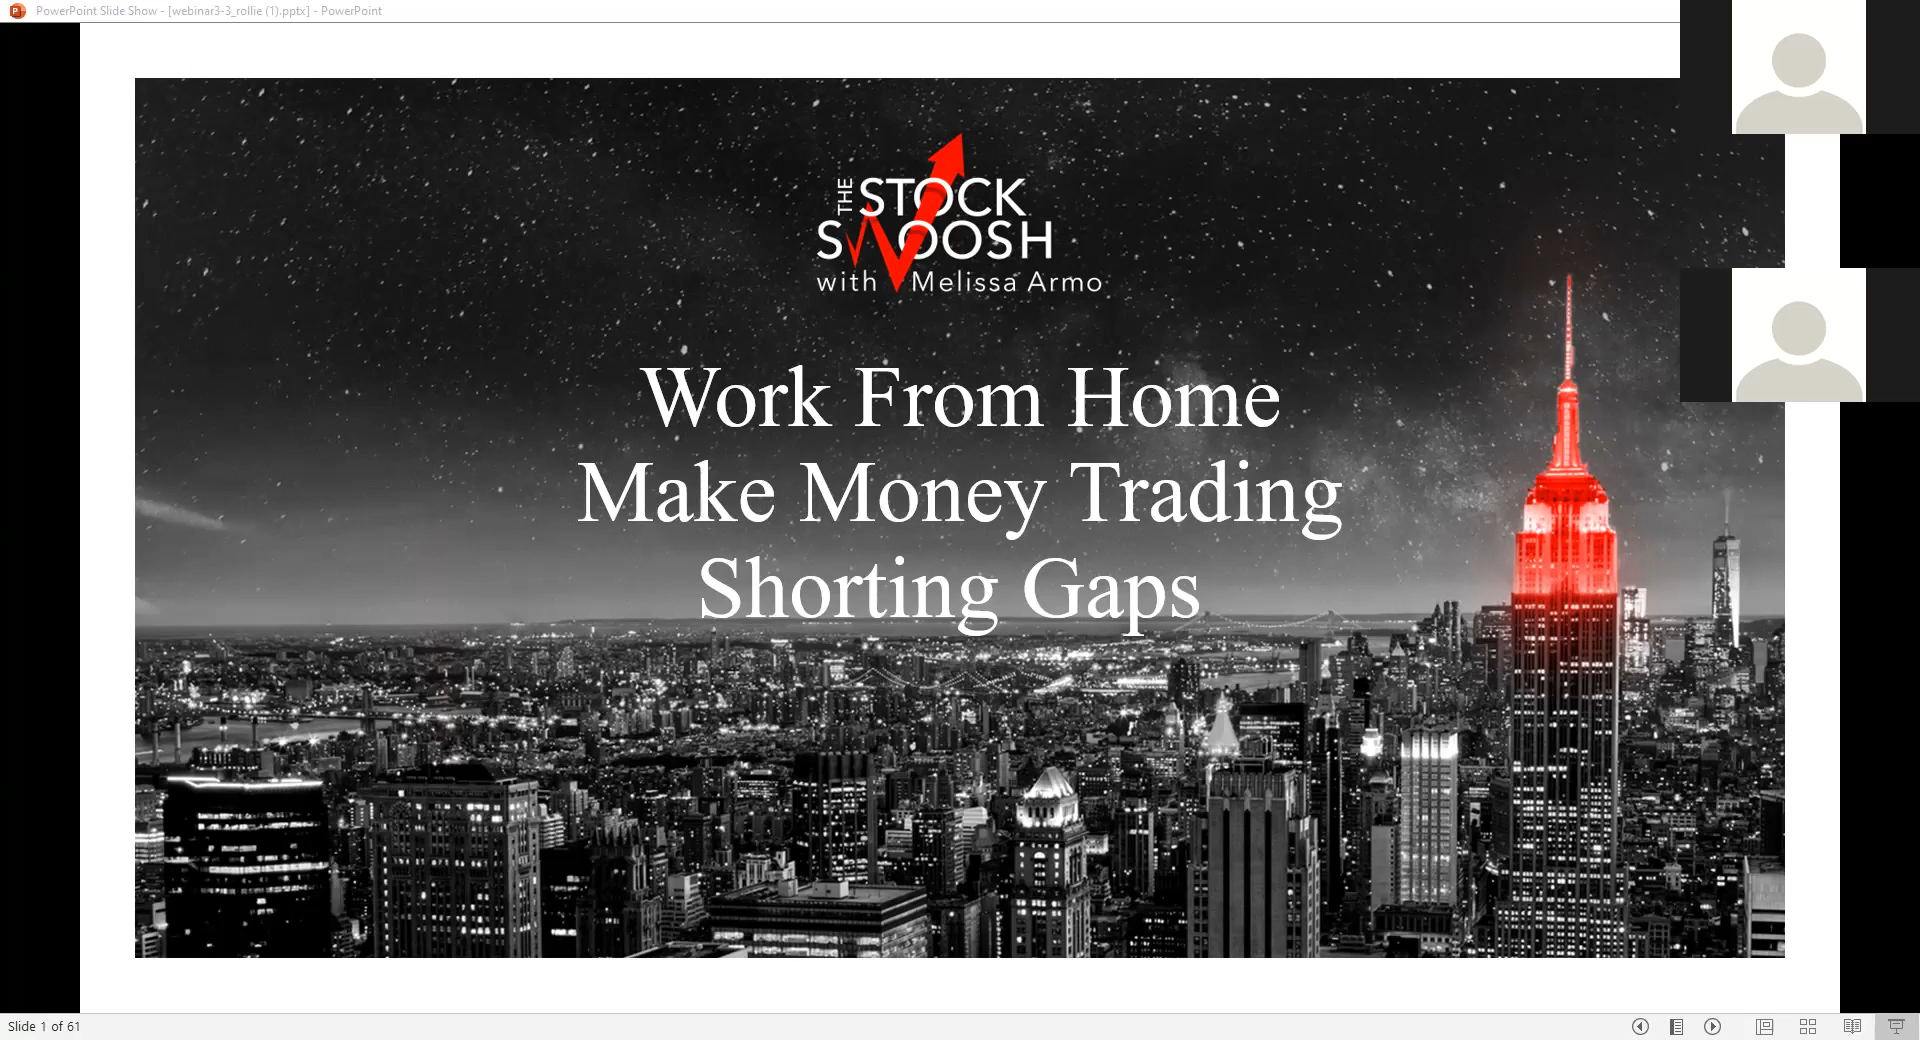 PowerPoint Slide Show - [webinar3-3_rollie (1).pptx] - PowerPoint
THE STOCK
SWOOSH
with Melissa Armo
Work From Home
Make Money Trading
Shorting Gaps
Slide 1 of 61